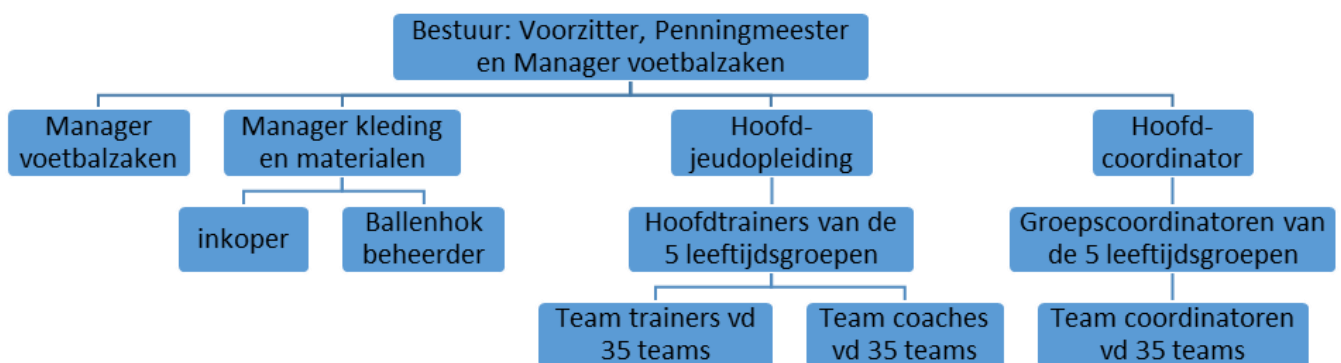 Bestuur: Voorzitter, Penningmeester
en Manager voetbalzaken
Manager
voetbalzaken
Manager kleding
en materialen
Hoofd-
jeudopleiding
Hoofd-
coordinator
inkoper
Ballenhok
beheerder
Hoofdtrainers van de
5 leeftijdsgroepen
Groepscoordinatoren van
de 5 leeftijdsgroepen
Team trainers vd
35 teams
Team coaches
vd 35 teams
Team coordinatoren
vd 35 teams